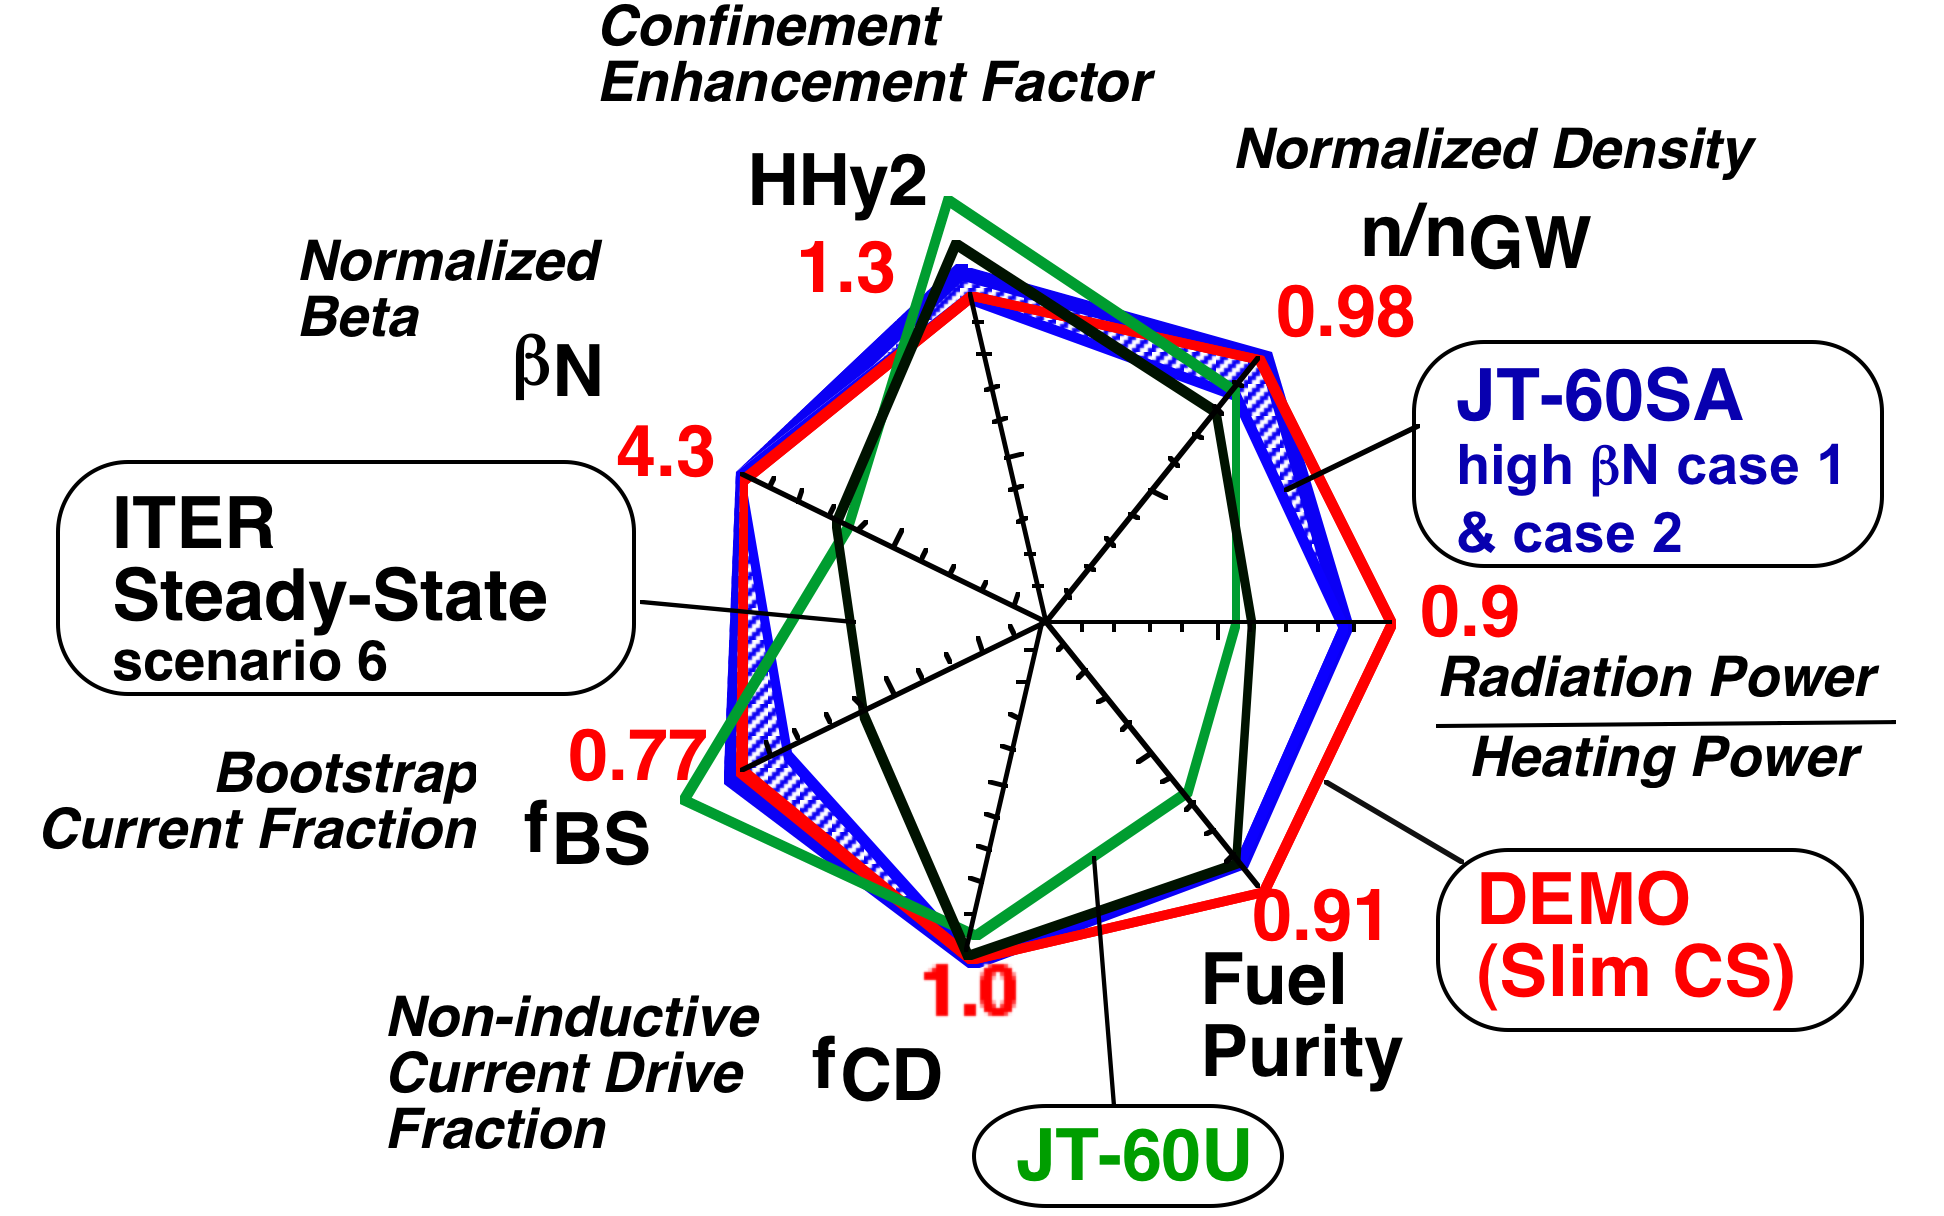 Confinement
Enhancement Factor
HHy2
1.3
Normalized Density
n/nGW
0.98
Normalized
Beta
βN
4.3
JT-60SA
high βN case 1
& case 2
ITER
Steady-State
scenario 6
0.9
Radiation Power
Heating Power
0.77
Bootstrap
Current Fraction
fBS
DEMO
(Slim CS)
0.91
Fuel
Purity
1.0
Non-inductive
Current Drive
Fraction
fCD
JT-60U